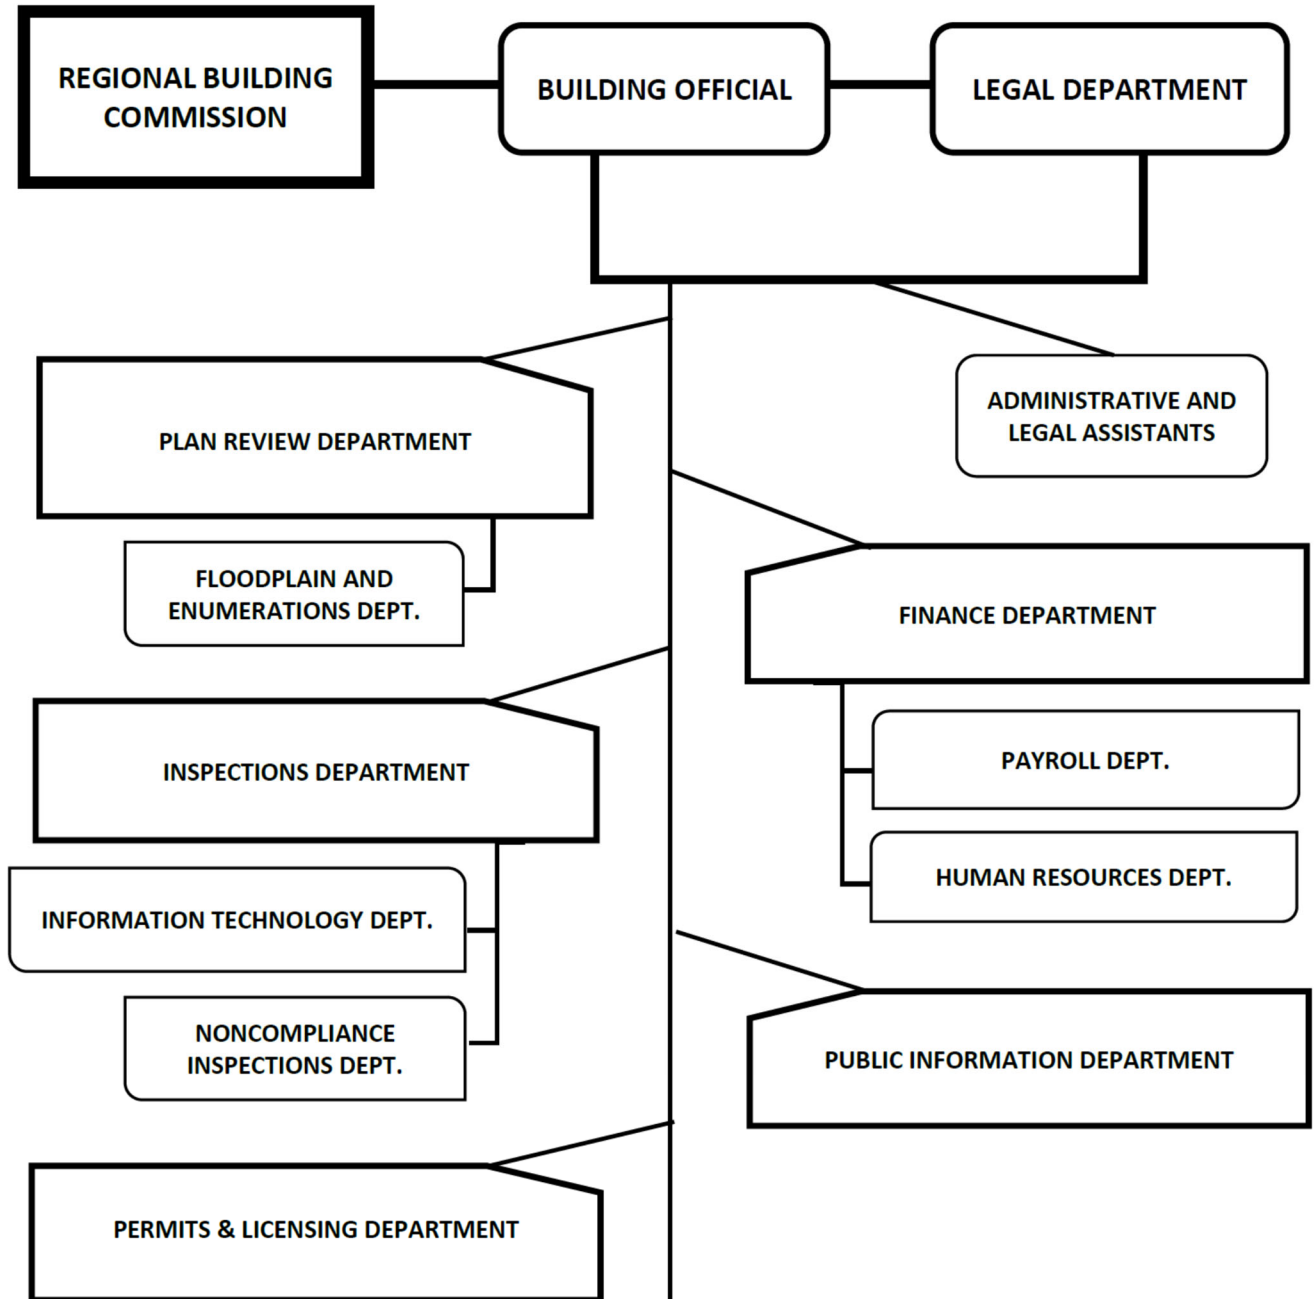 REGIONAL BUILDING
COMMISSION
BUILDING OFFICIAL
LEGAL DEPARTMENT
ADMINISTRATIVE AND
LEGAL ASSISTANTS
PLAN REVIEW DEPARTMENT
FLOODPLAIN AND
ENUMERATIONS DEPT.
FINANCE DEPARTMENT
PAYROLL DEPT.
HUMAN RESOURCES DEPT.
INSPECTIONS DEPARTMENT
INFORMATION TECHNOLOGY DEPT.
NONCOMPLIANCE
INSPECTIONS DEPT.
PUBLIC INFORMATION DEPARTMENT
PERMITS & LICENSING DEPARTMENT